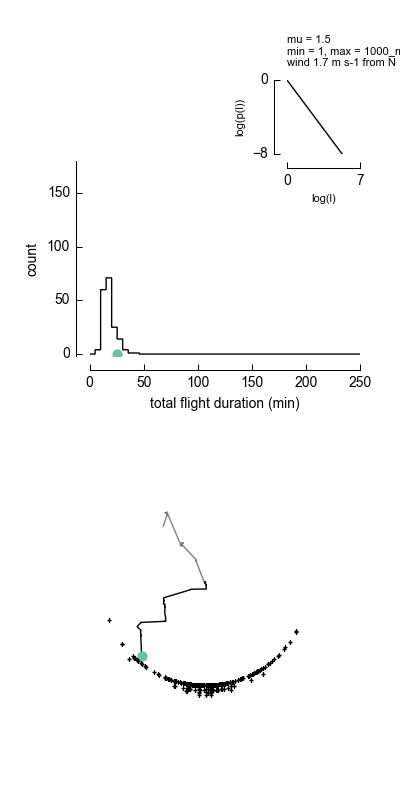 mu = 1.5
min = 1, max = 1000_m
wind 1.7 m s-1 from N
0
log(p(l))
−8
0 7
log(l)
150
100
50
0
count
0 50 100 150 200 250
total flight duration (min)